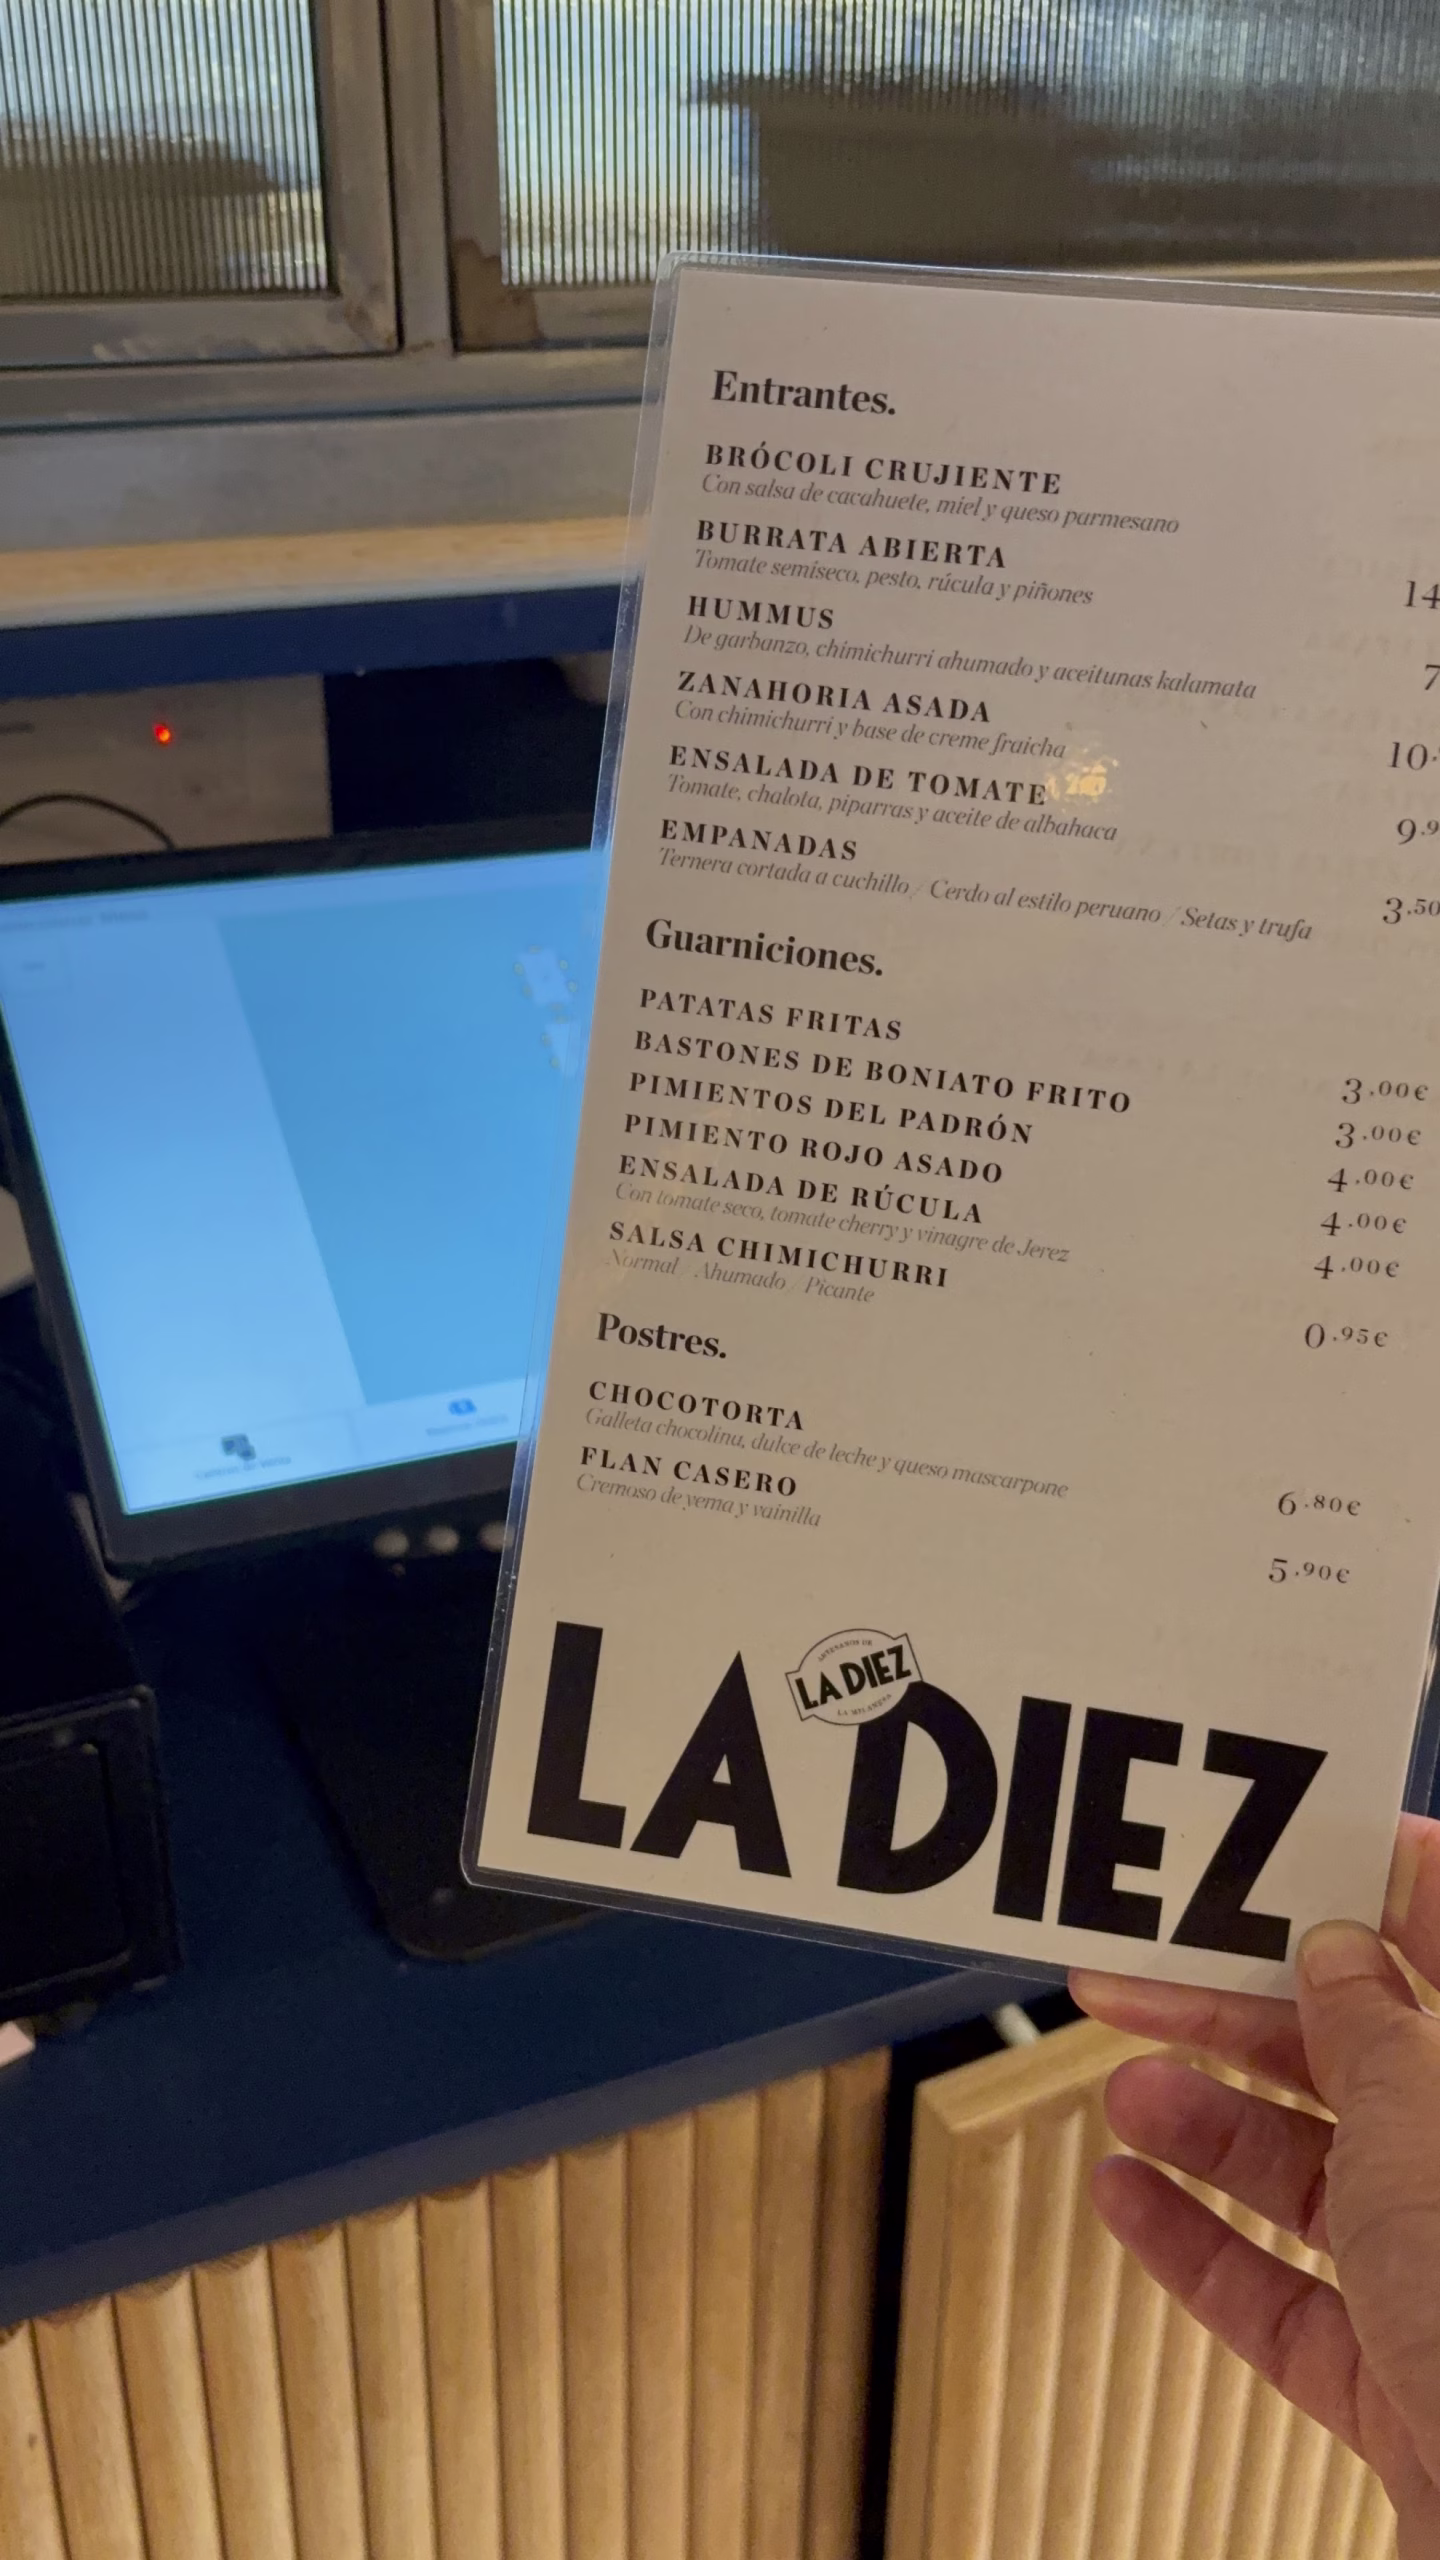 Entrantes.
BRÓCOLI CRUJIENTE
Con salsa de cacahuete, miel y queso parmesano
BURRATA ABIERTA
Tomate semiseco, pesto, rúcula y piñones
14
HUMMUS
De garbanzo, chimichurri ahumado y aceitunas kalamata
7
ZANAHORIA ASADA
Con chimichurri y base de creme fraicha
10.
ENSALADA DE TOMATE
Tomate, chalota, piparras y aceite de albahaca
9.9
EMPANADAS
Ternera cortada a cuchillo / Cerdo al estilo peruano / Setas y trufa
3.50
Guarniciones.
PATATAS FRITAS 3.00€
BASTONES DE BONIATO FRITO 3.00€
PIMIENTOS DEL PADRÓN 4.00€
PIMIENTO ROJO ASADO 4.00€
ENSALADA DE RÚCULA 4.00€
Con tomate seco, tomate cherry y vinagre de Jerez
SALSA CHIMICHURRI 0.95€
Normal / Ahumado / Picante
Postres.
CHOCOTORTA 6.80€
Galleta chocolina, dulce de leche y queso mascarpone
FLAN CASERO 5.90€
Cremoso de yema y vainilla
ARTESANOS DE
LA DIEZ
LA MILANESA
LA DIEZ